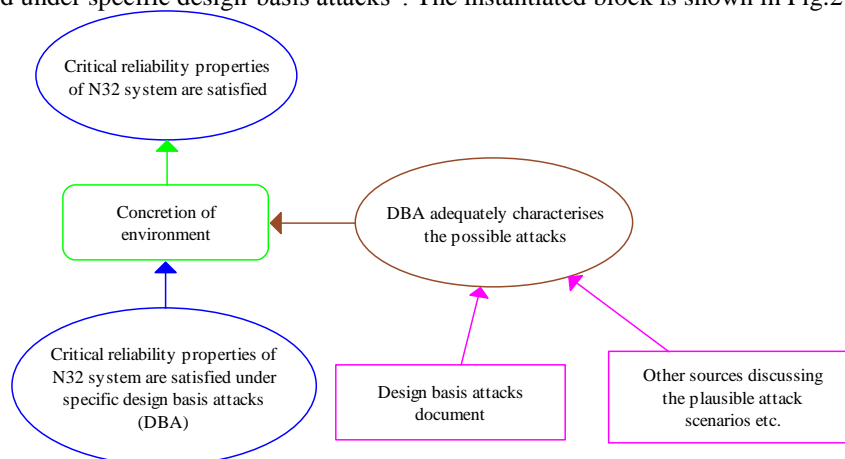 d under specific design basis attacks”. The instantiated block is shown in Fig.2
Critical reliability properties
of N32 system are satisfied
Concretion of
environment
DBA adequately characterises
the possible attacks
Critical reliability properties of
N32 system are satisfied under
specific design basis attacks
(DBA)
Design basis attacks
document
Other sources discussing
the plausible attack
scenarios etc.